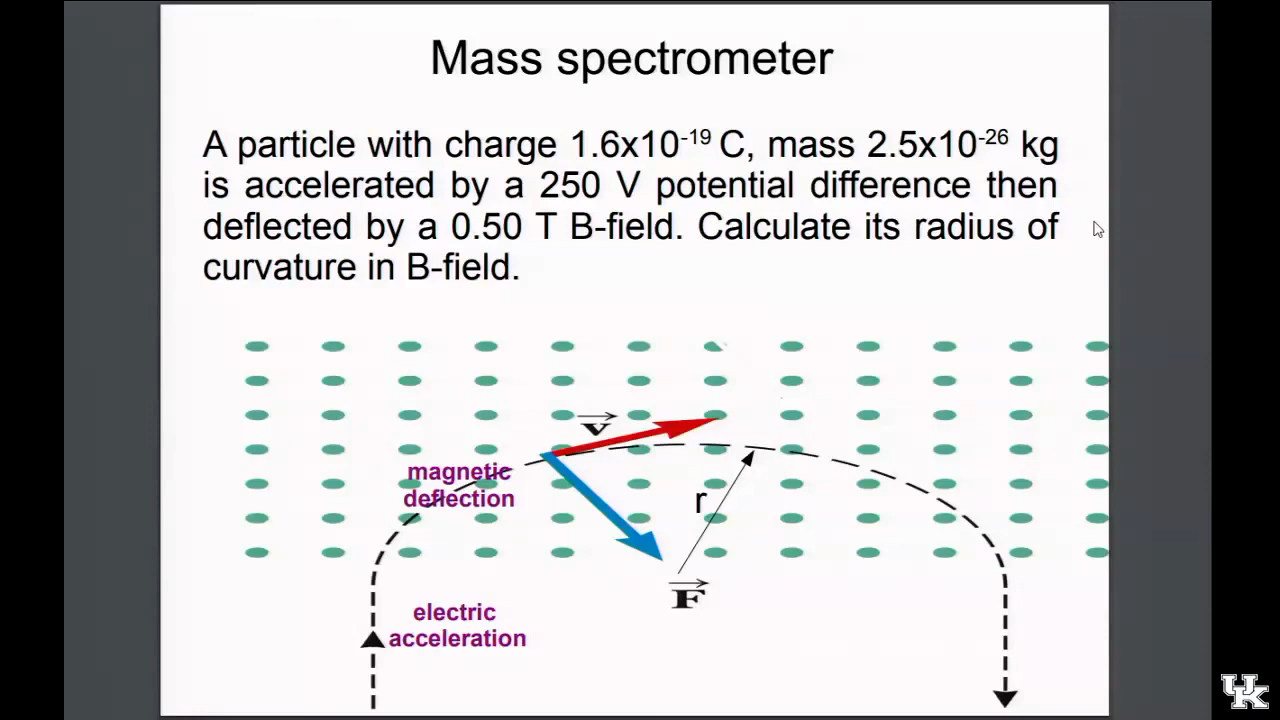 Mass spectrometer
A particle with charge 1.6x10⁻¹⁹ C, mass 2.5x10⁻²⁶ kg
is accelerated by a 250 V potential difference then
deflected by a 0.50 T B-field. Calculate its radius of
curvature in B-field.
v
magnetic
deflection
r
F
electric
acceleration
UK